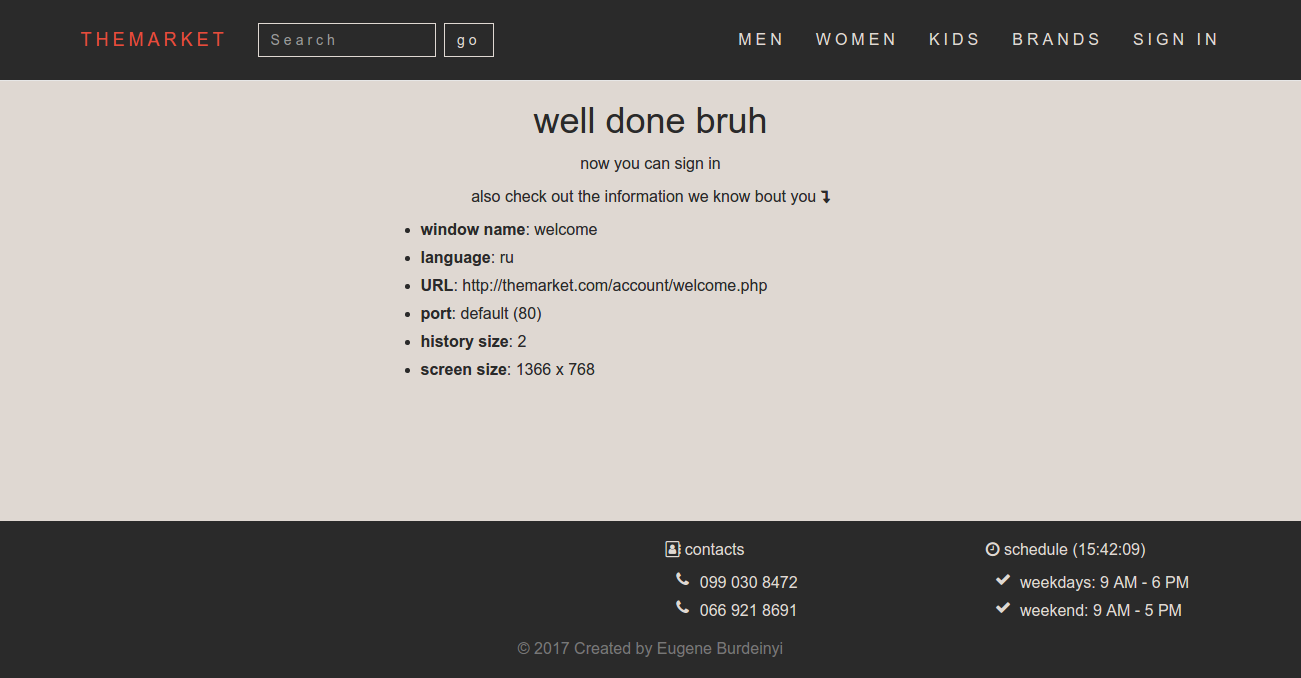 THEMARKET Search go MEN WOMEN KIDS BRANDS SIGN IN
well done bruh
now you can sign in
also check out the information we know bout you
window name: welcome
language: ru
URL: http://themarket.com/account/welcome.php
port: default (80)
history size: 2
screen size: 1366 x 768
contacts
099 030 8472
066 921 8691
schedule (15:42:09)
weekdays: 9 AM - 6 PM
weekend: 9 AM - 5 PM
© 2017 Created by Eugene Burdeinyi